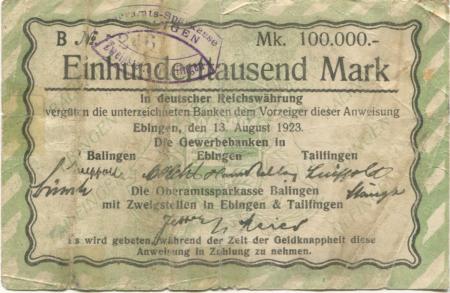 Oberamts-Sparkasse
B No
Mk. 100.000.-
Einhunderttausend Mark
In deutscher Reichswährung
vergüten die unterzeichneten Banken dem Vorzeiger dieser Anweisung
Ebingen, den 13. August 1923.
Die Gewerbebanken in
Balingen Ebingen Tailfingen
Die Oberamtssparkasse Balingen
mit Zweigstellen in Ebingen & Tailfingen
Es wird gebeten, während der Zeit der Geldknappheit diese
Anweisung in Zahlung zu nehmen.